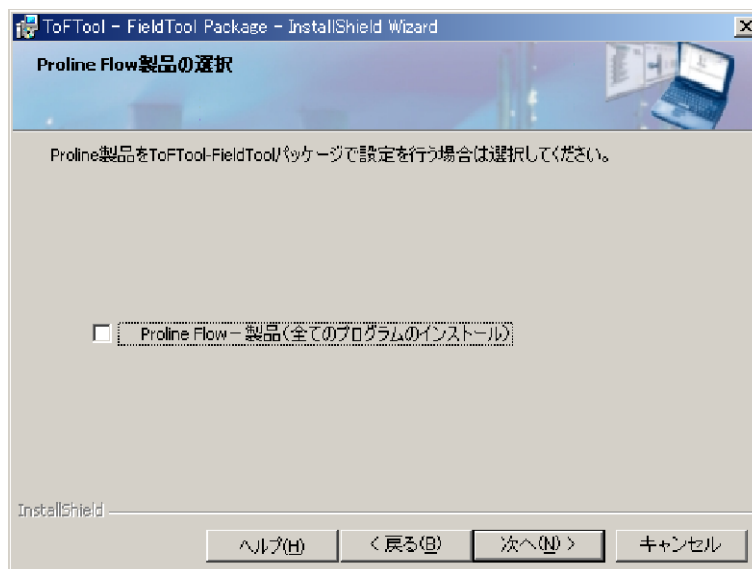 ToFTool - FieldTool Package - InstallShield Wizard
Proline Flow製品の選択
Proline製品をToFTool-FieldToolパッケージで設定を行う場合は選択してください。
Proline Flow－製品(全てのプログラムのインストール)
InstallShield
ヘルプ(H) < 戻る(B) 次へ(N) > キャンセル